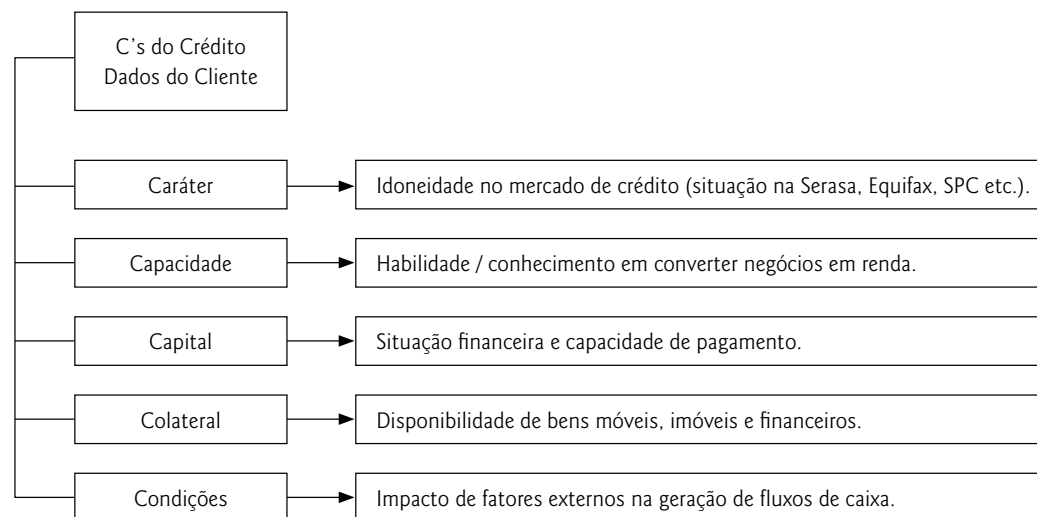 C’s do Crédito
Dados do Cliente
Caráter
Idoneidade no mercado de crédito (situação na Serasa, Equifax, SPC etc.).
Capacidade
Habilidade / conhecimento em converter negócios em renda.
Capital
Situação financeira e capacidade de pagamento.
Colateral
Disponibilidade de bens móveis, imóveis e financeiros.
Condições
Impacto de fatores externos na geração de fluxos de caixa.